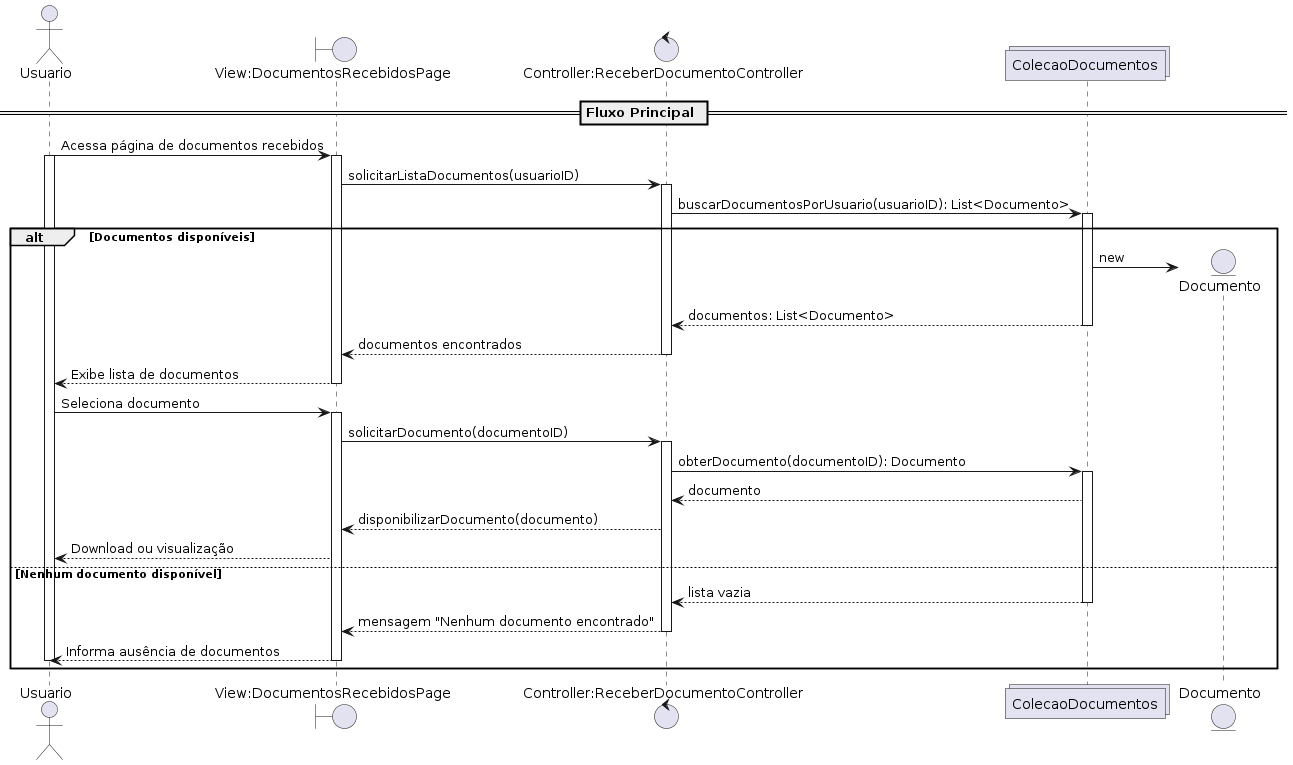 Usuario
View:DocumentosRecebidosPage
Controller:ReceberDocumentoController
ColecaoDocumentos
Fluxo Principal
Acessa página de documentos recebidos
solicitarListaDocumentos(usuarioID)
buscarDocumentosPorUsuario(usuarioID): List<Documento>
alt
[Documentos disponíveis]
new
Documento
documentos: List<Documento>
documentos encontrados
Exibe lista de documentos
Seleciona documento
solicitarDocumento(documentoID)
obterDocumento(documentoID): Documento
documento
disponibilizarDocumento(documento)
Download ou visualização
[Nenhum documento disponível]
lista vazia
mensagem "Nenhum documento encontrado"
Informa ausência de documentos
Usuario
View:DocumentosRecebidosPage
Controller:ReceberDocumentoController
ColecaoDocumentos
Documento